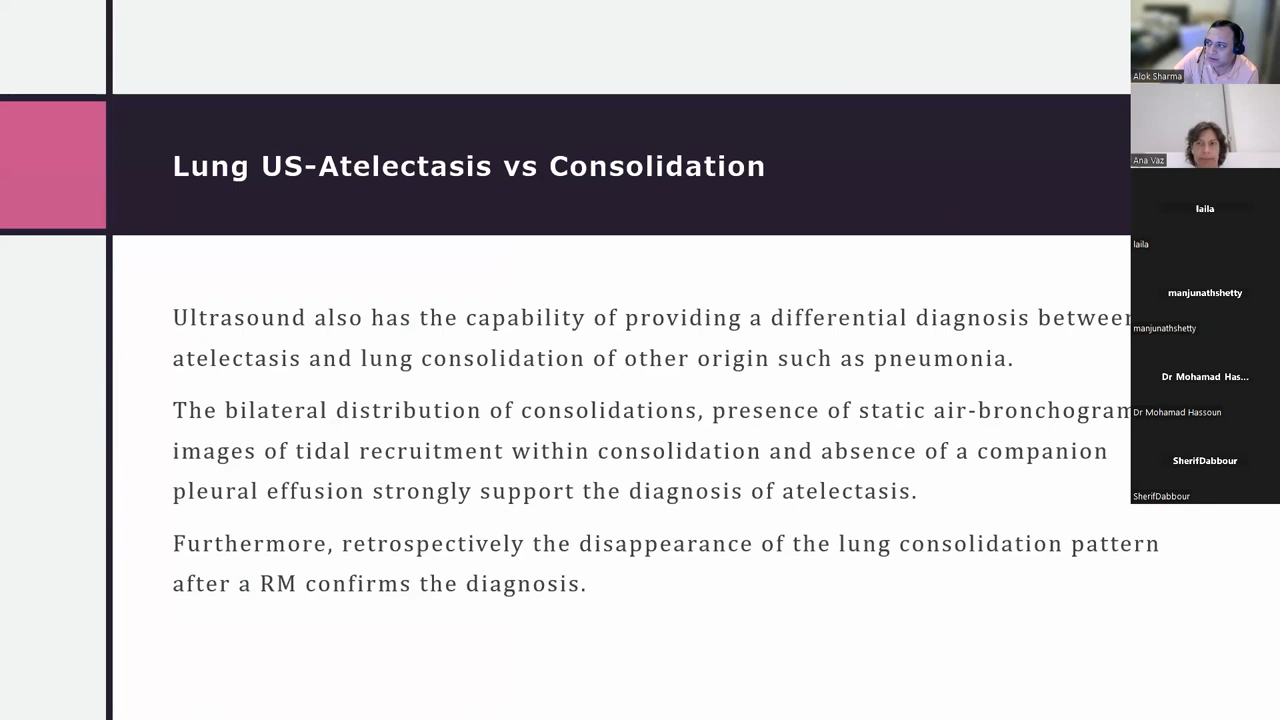 Lung US-Atelectasis vs Consolidation
Ultrasound also has the capability of providing a differential diagnosis between
atelectasis and lung consolidation of other origin such as pneumonia.
The bilateral distribution of consolidations, presence of static air-bronchogram
images of tidal recruitment within consolidation and absence of a companion
pleural effusion strongly support the diagnosis of atelectasis.
Furthermore, retrospectively the disappearance of the lung consolidation pattern
after a RM confirms the diagnosis.
Alok Sharma
Ana Vaz
laila
laila
manjunathshetty
manjunathshetty
Dr Mohamad Has...
Dr Mohamad Hassoun
SherifDabbour
SherifDabbour